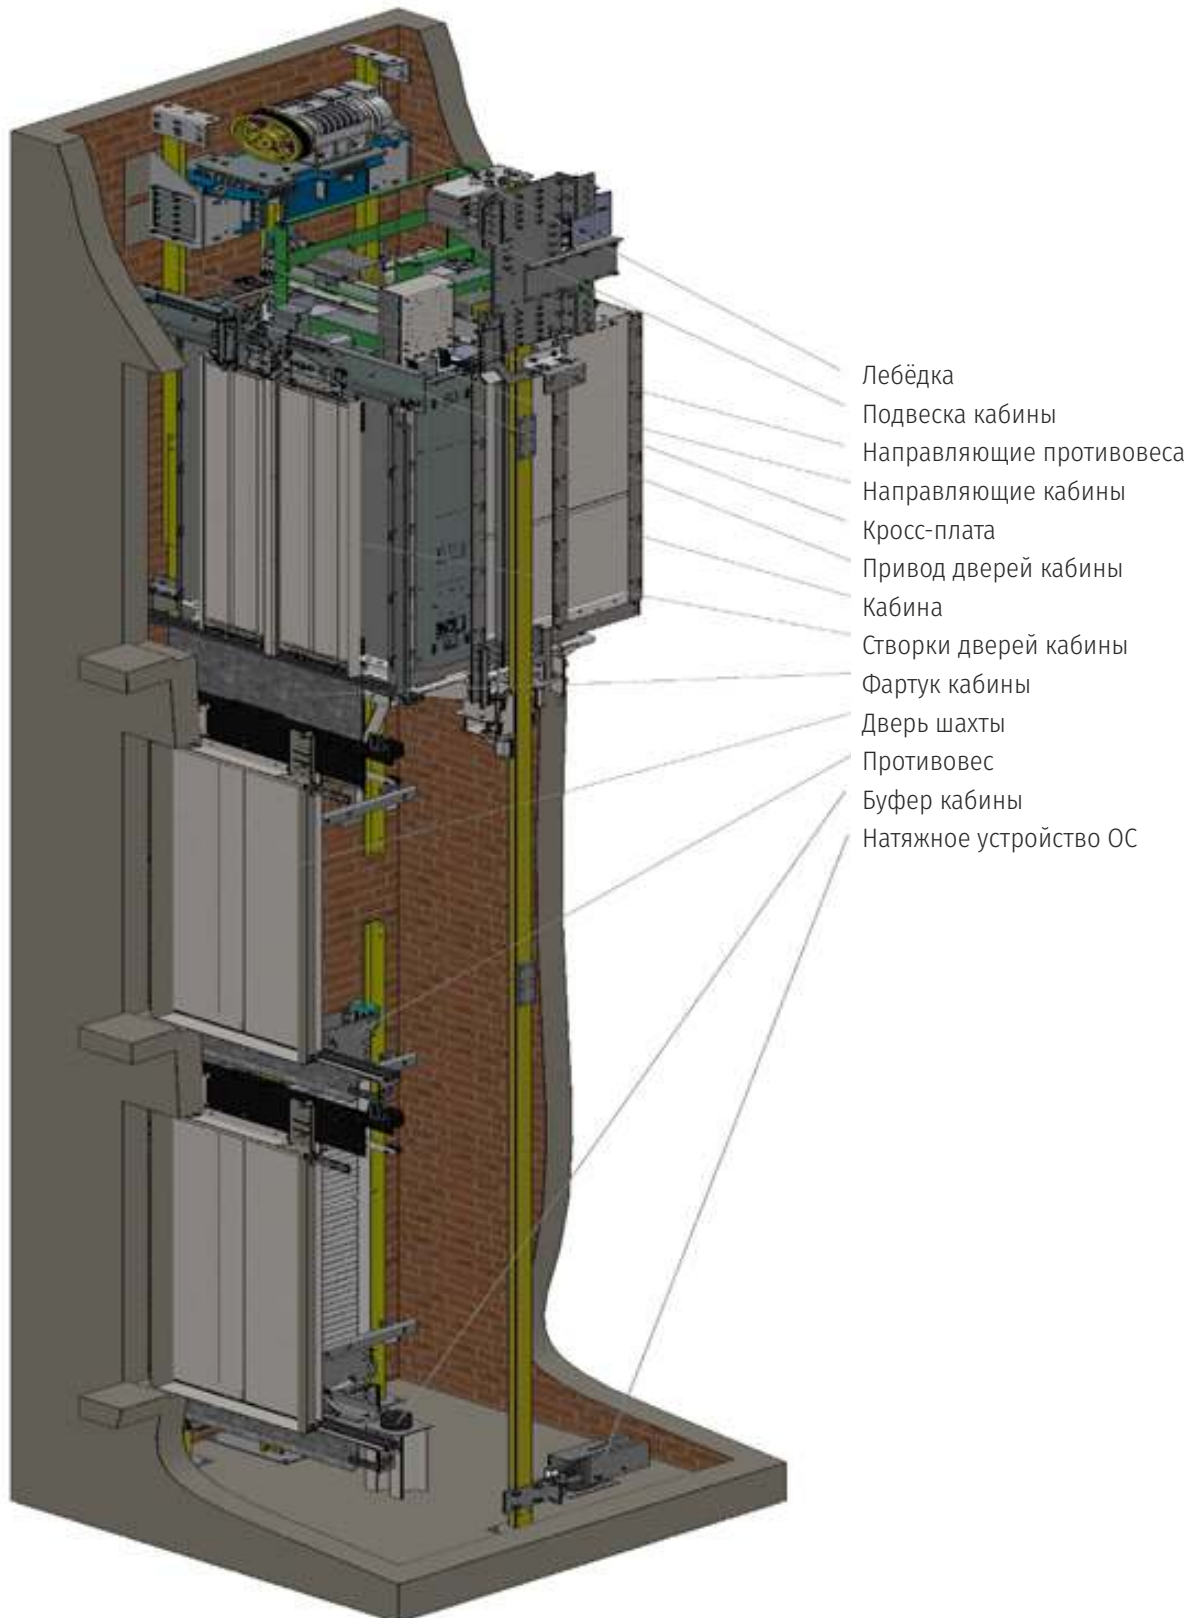 Лебёдка
Подвеска кабины
Направляющие противовеса
Направляющие кабины
Кросс-плата
Привод дверей кабины
Кабина
Створки дверей кабины
Фартук кабины
Дверь шахты
Противовес
Буфер кабины
Натяжное устройство ОС